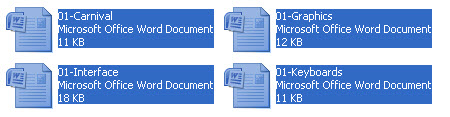 01-Carnival
Microsoft Office Word Document
11 KB
01-Graphics
Microsoft Office Word Document
12 KB
01-Interface
Microsoft Office Word Document
18 KB
01-Keyboards
Microsoft Office Word Document
11 KB